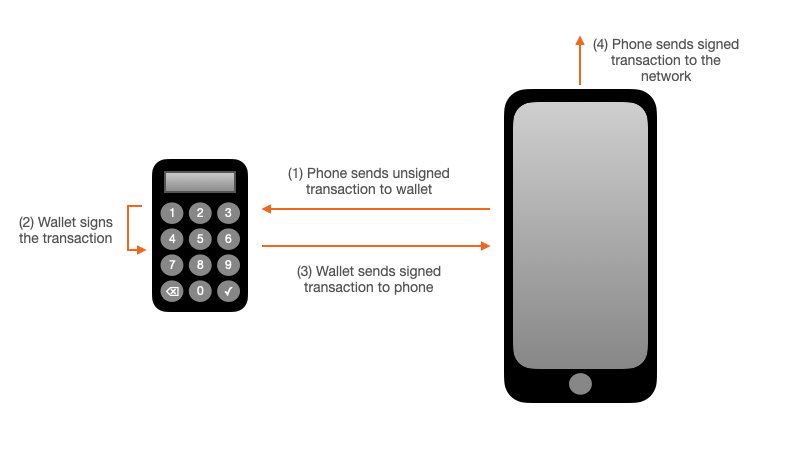 (4) Phone sends signed
transaction to the
network
(1) Phone sends unsigned
transaction to wallet
(2) Wallet signs
the transaction
1 2 3
4 5 6
7 8 9
0
(3) Wallet sends signed
transaction to phone